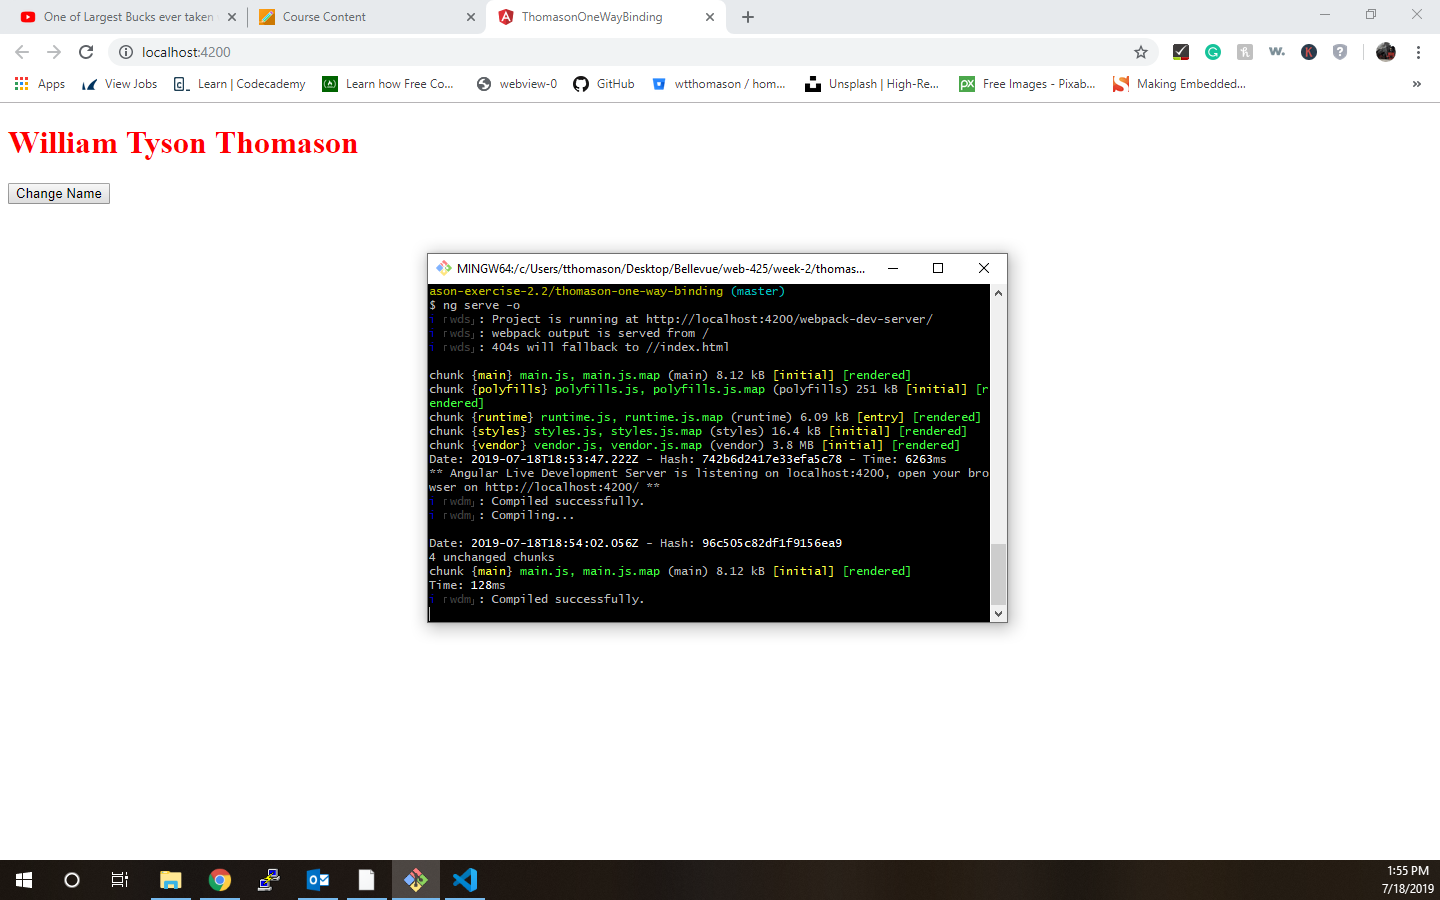 One of Largest Bucks ever taken
Course Content
ThomasonOneWayBinding
localhost:4200
Apps
View Jobs
Learn | Codecademy
Learn how Free Co...
webview-0
GitHub
wtthomason / hom...
Unsplash | High-Re...
Free Images - Pixab...
Making Embedded...
»
William Tyson Thomason
Change Name
MINGW64:/c/Users/tthomason/Desktop/Bellevue/web-425/week-2/thomas...
ason-exercise-2.2/thomason-one-way-binding (master)
$ ng serve -o
i ｢wds｣: Project is running at http://localhost:4200/webpack-dev-server/
i ｢wds｣: webpack output is served from /
i ｢wds｣: 404s will fallback to //index.html
chunk {main} main.js, main.js.map (main) 8.12 kB [initial] [rendered]
chunk {polyfills} polyfills.js, polyfills.js.map (polyfills) 251 kB [initial] [r
endered]
chunk {runtime} runtime.js, runtime.js.map (runtime) 6.09 kB [entry] [rendered]
chunk {styles} styles.js, styles.js.map (styles) 16.4 kB [initial] [rendered]
chunk {vendor} vendor.js, vendor.js.map (vendor) 3.8 MB [initial] [rendered]
Date: 2019-07-18T18:53:47.222Z - Hash: 742b6d2417e33efa5c78 - Time: 6263ms
** Angular Live Development Server is listening on localhost:4200, open your bro
wser on http://localhost:4200/ **
i ｢wdm｣: Compiled successfully.
i ｢wdm｣: Compiling...
Date: 2019-07-18T18:54:02.056Z - Hash: 96c505c82df1f9156ea9
4 unchanged chunks
chunk {main} main.js, main.js.map (main) 8.12 kB [initial] [rendered]
Time: 128ms
i ｢wdm｣: Compiled successfully.
1:55 PM
7/18/2019